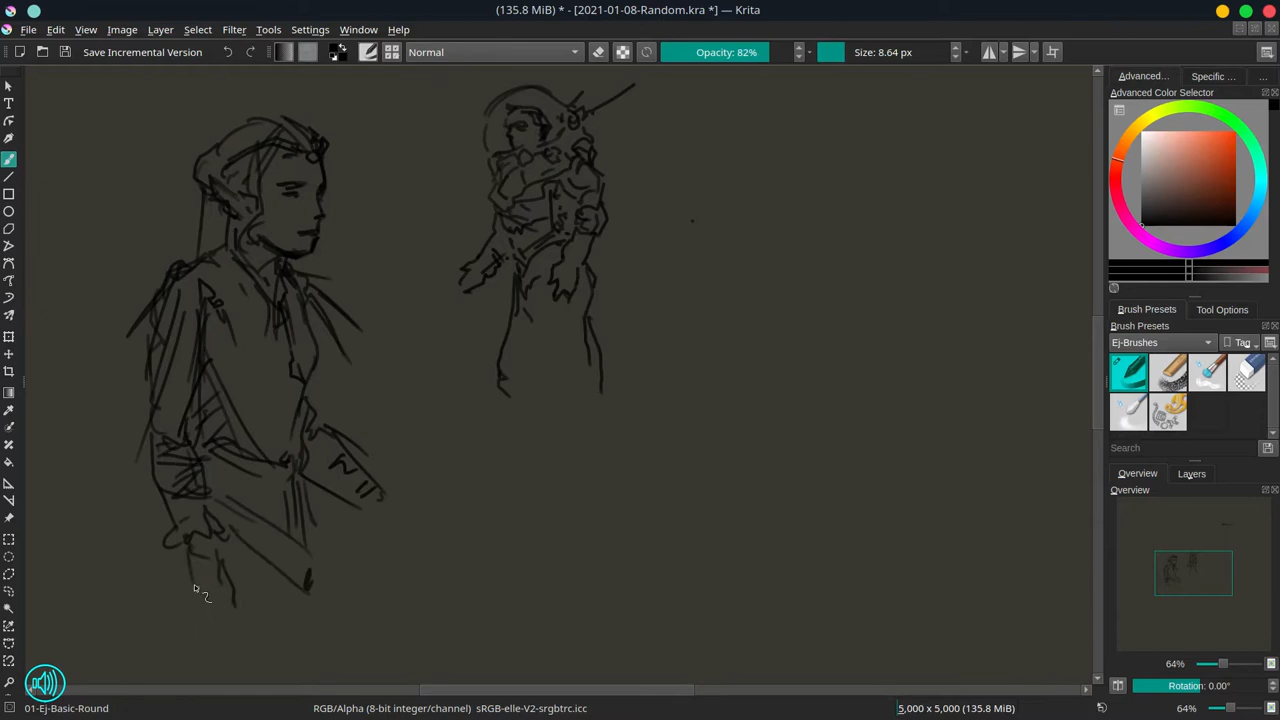 (135.8 MiB) * - [2021-01-08-Random.kra *] — Krita
File Edit View Image Layer Select Filter Tools Settings Window Help
Save Incremental Version Normal Opacity: 82% Size: 8.64 px
Advanced... Specific ... ...
Advanced Color Selector
Brush Presets Tool Options
Brush Presets
Ej-Brushes Tag
Search
Overview Layers
Overview
64%
Rotation: 0.00°
01-Ej-Basic-Round RGB/Alpha (8-bit integer/channel) sRGB-elle-V2-srgbtrc.icc 5,000 x 5,000 (135.8 MiB) 64%